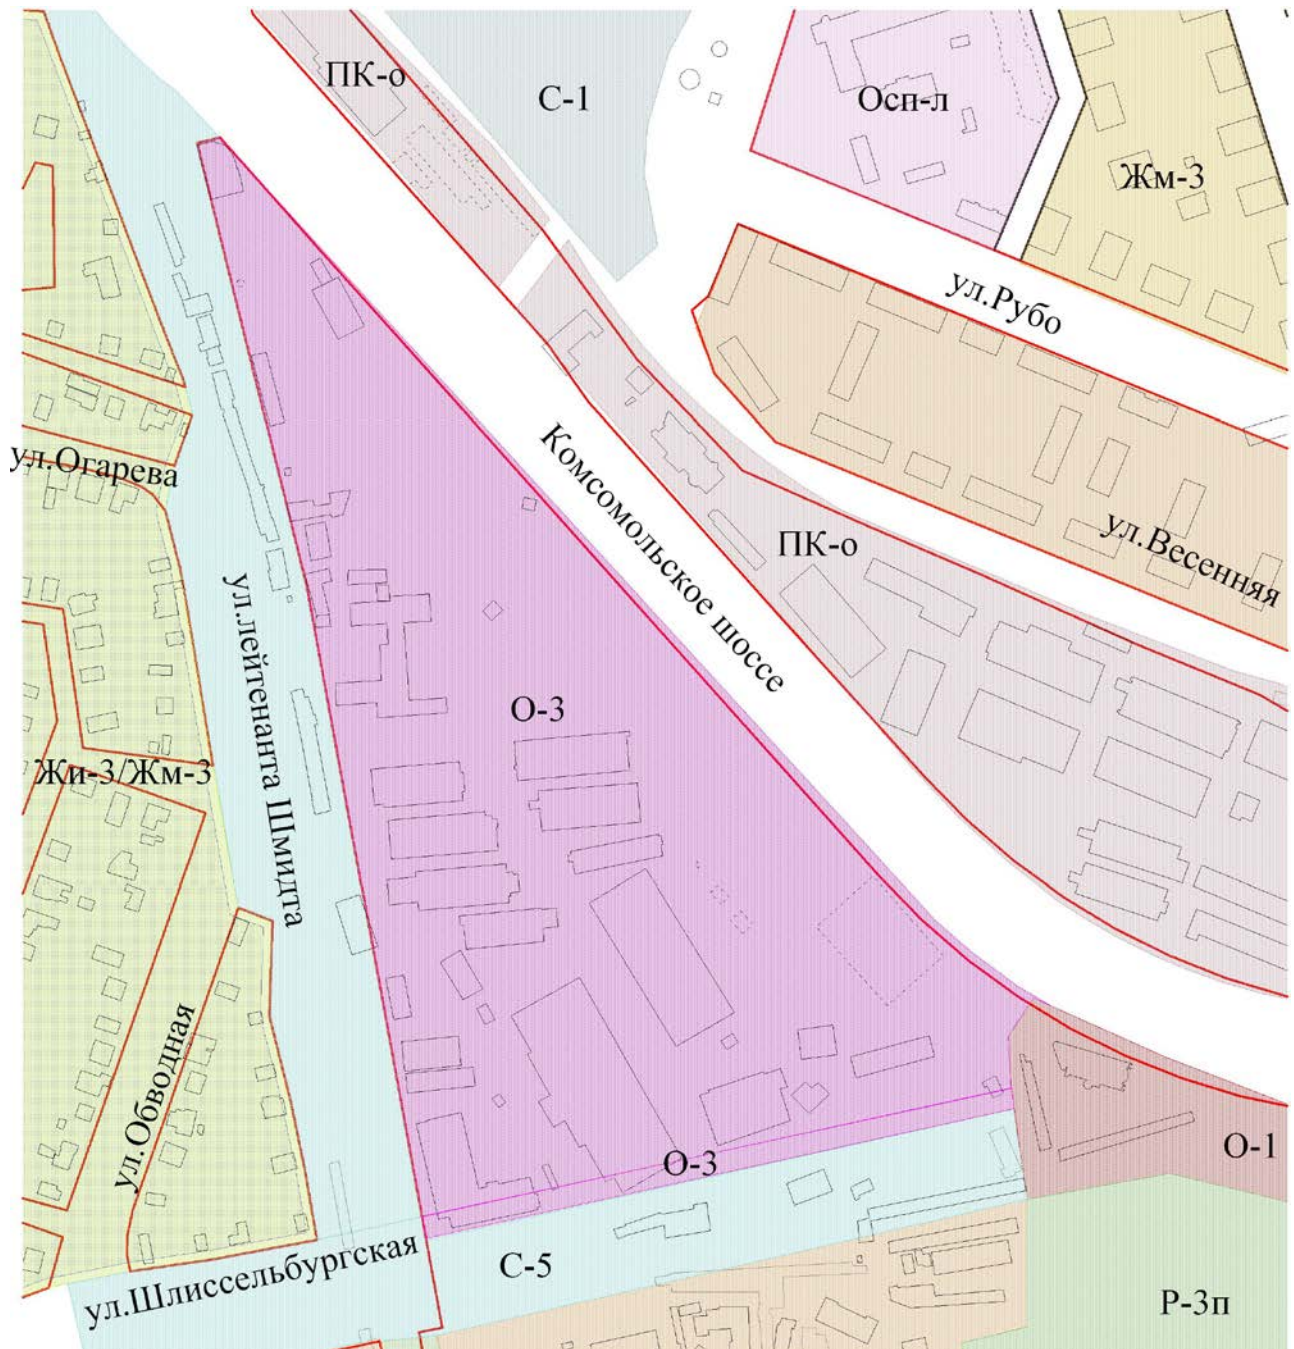 ПК-о
С-1
Осп-л
Жм-3
ул.Рубо
ул.Огарева
Комсомольское шоссе
ПК-о
ул.Весенняя
ул.лейтенанта Шмидта
О-3
Жи-3/Жм-3
ул.Обводная
О-3
О-1
ул.Шлиссельбургская
С-5
Р-3п